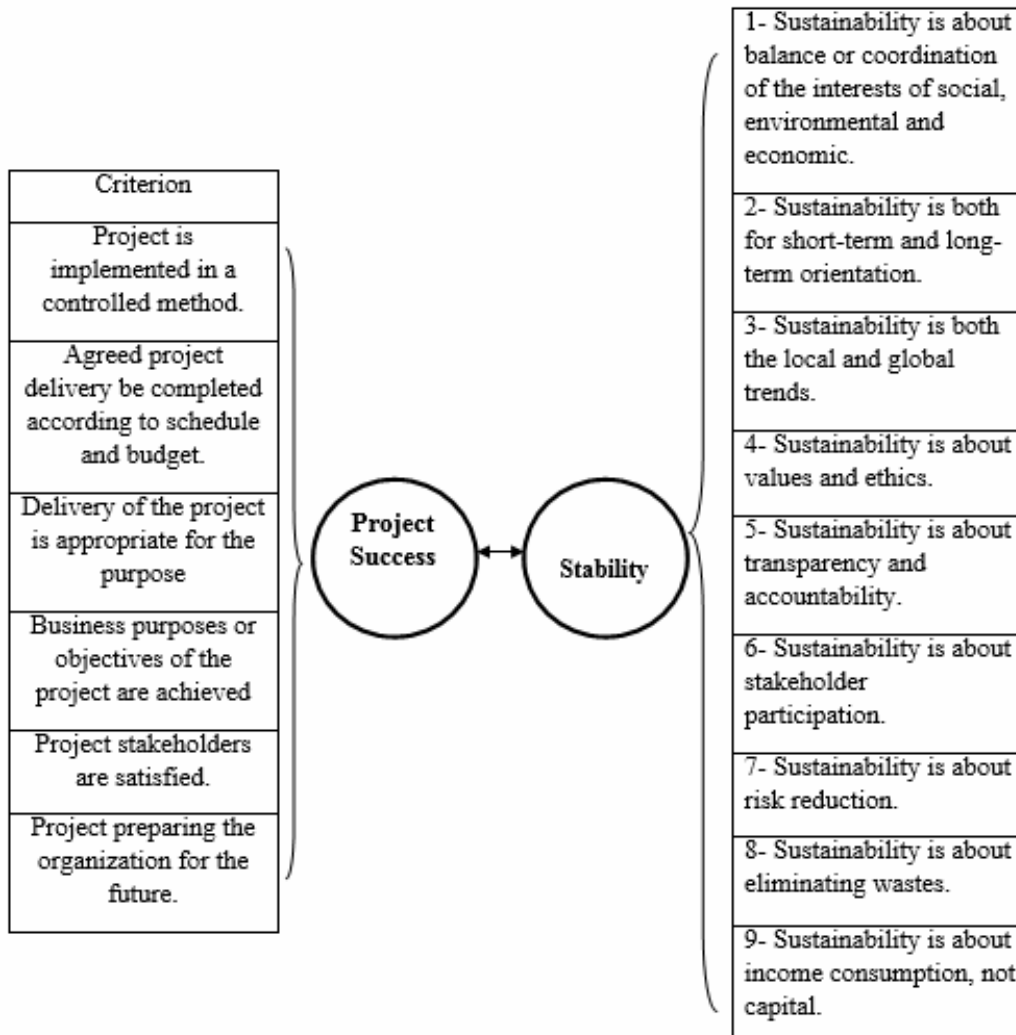 Criterion
Project is
implemented in a
controlled method.
Agreed project
delivery be completed
according to schedule
and budget.
Delivery of the project
is appropriate for the
purpose
Business purposes or
objectives of the
project are achieved
Project stakeholders
are satisfied.
Project preparing the
organization for the
future.
Project
Success
Stability
1- Sustainability is about
balance or coordination
of the interests of social,
environmental and
economic.
2- Sustainability is both
for short-term and long-
term orientation.
3- Sustainability is both
the local and global
trends.
4- Sustainability is about
values and ethics.
5- Sustainability is about
transparency and
accountability.
6- Sustainability is about
stakeholder
participation.
7- Sustainability is about
risk reduction.
8- Sustainability is about
eliminating wastes.
9- Sustainability is about
income consumption, not
capital.